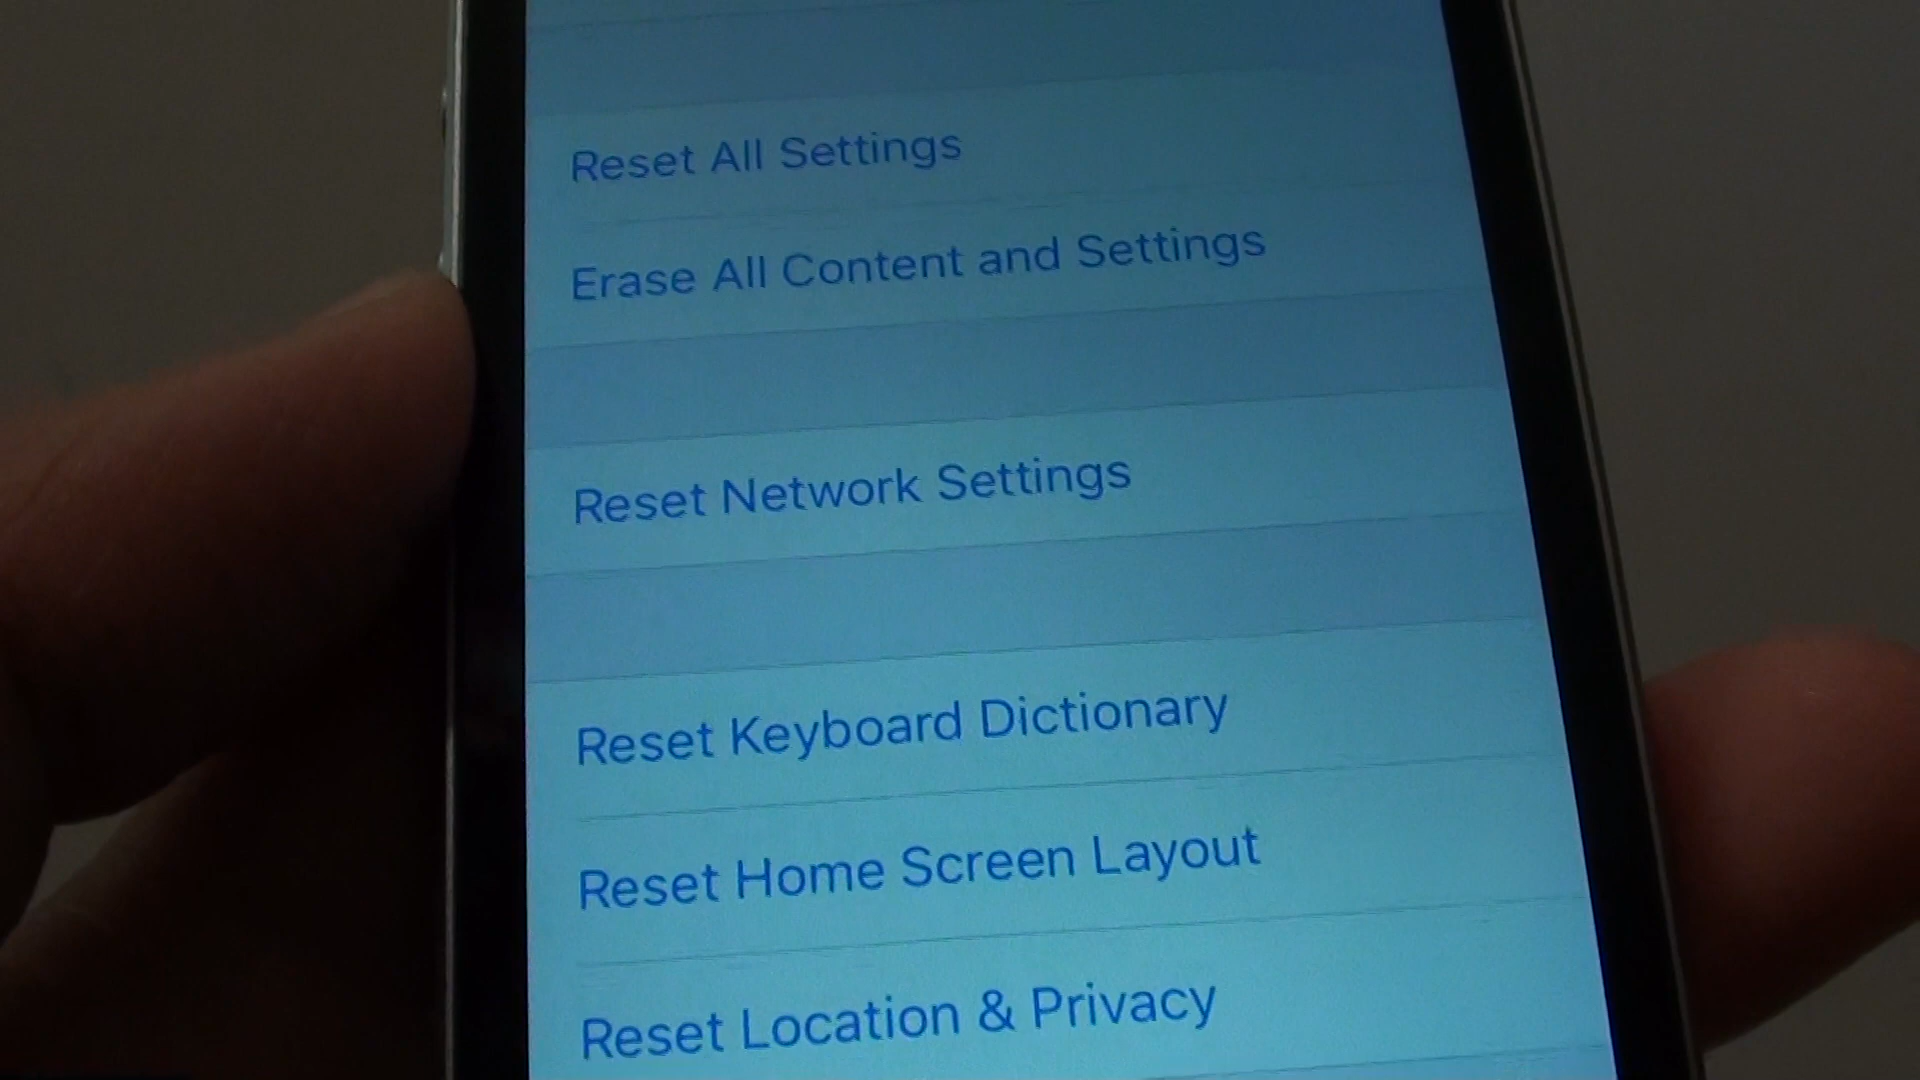 Reset All Settings
Erase All Content and Settings
Reset Network Settings
Reset Keyboard Dictionary
Reset Home Screen Layout
Reset Location & Privacy